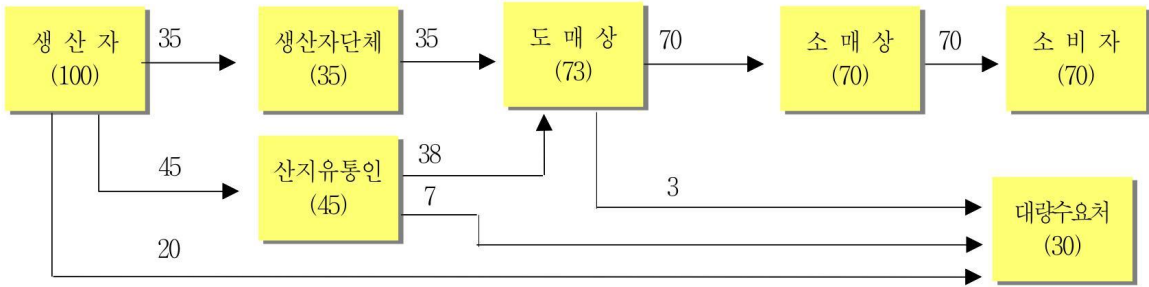 생 산 자
(100)
35
생산자단체
(35)
35
도 매 상
(73)
70
소 매 상
(70)
70
소 비 자
(70)
45
산지유통인
(45)
38
7
3
대량수요처
(30)
20